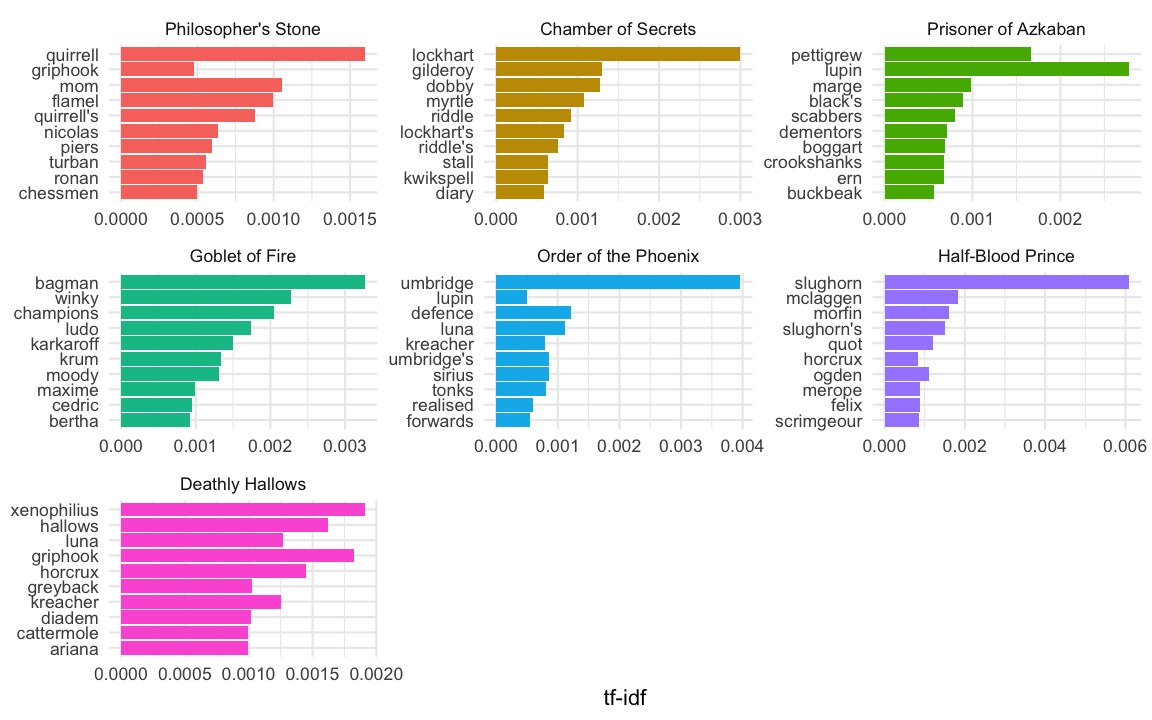 Philosopher's Stone
quirrell
griphook
mom
flamel
quirrell's
nicolas
piers
turban
ronan
chessmen
0.0000 0.0005 0.0010 0.0015
Chamber of Secrets
lockhart
gilderoy
dobby
myrtle
riddle
lockhart's
riddle's
stall
kwikspell
diary
0.000 0.001 0.002 0.003
Prisoner of Azkaban
pettigrew
lupin
marge
black's
scabbers
dementors
boggart
crookshanks
ern
buckbeak
0.000 0.001 0.002
Goblet of Fire
bagman
winky
champions
ludo
karkaroff
krum
moody
maxime
cedric
bertha
0.000 0.001 0.002 0.003
Order of the Phoenix
umbridge
lupin
defence
luna
kreacher
umbridge's
sirius
tonks
realised
forwards
0.000 0.001 0.002 0.003 0.004
Half-Blood Prince
slughorn
mclaggen
morfin
slughorn's
quot
horcrux
ogden
merope
felix
scrimgeour
0.000 0.002 0.004 0.006
Deathly Hallows
xenophilius
hallows
luna
griphook
horcrux
greyback
kreacher
diadem
cattermole
ariana
0.0000 0.0005 0.0010 0.0015 0.0020
tf-idf